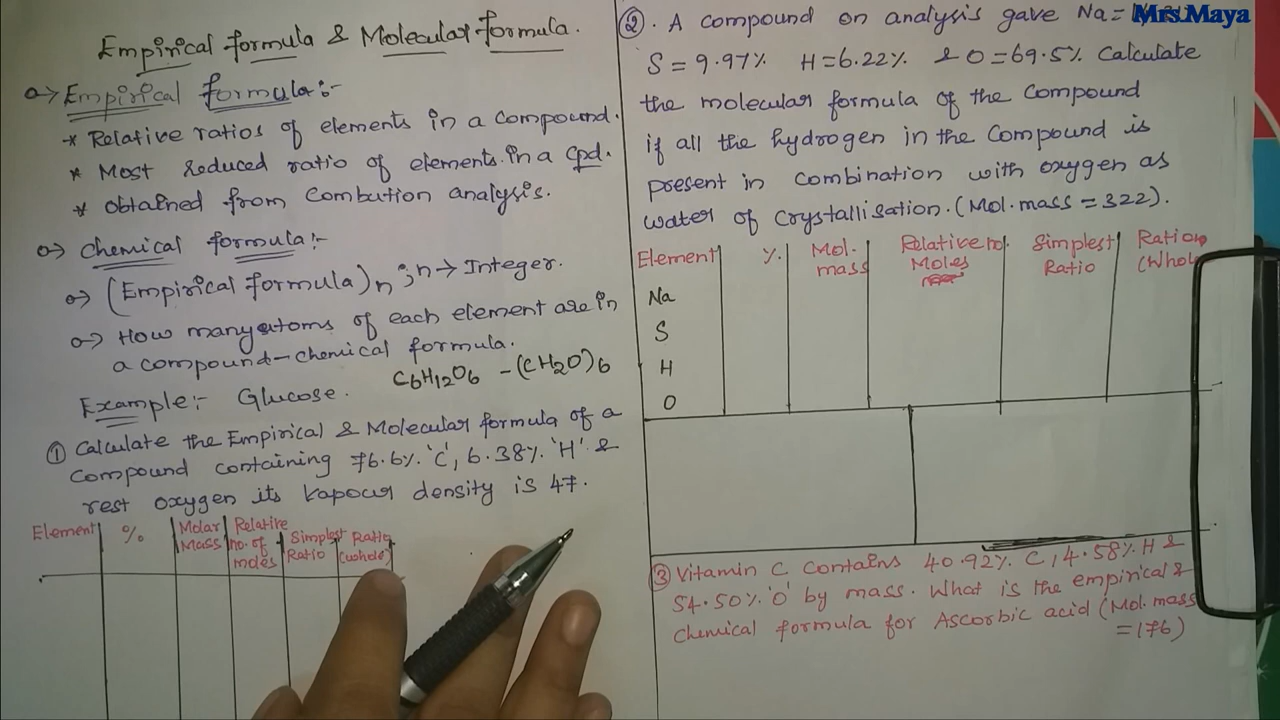 Empirical formula & Molecular formula.
Empirical formula:-
* Relative ratios of elements in a compound.
* Most reduced ratio of elements in a cpd.
* obtained from Combution analysis.
Chemical formula:-
(Empirical formula)n ; n→ Integer.
How many atoms of each element are in
a compound - chemical formula.
Example:- Glucose. C6H12O6 - (CH2O)6
① Calculate the Empirical & Molecular formula of a
Compound containing 76.6% 'C', 6.38% 'H' &
rest oxygen its vapour density is 47.
Element % Molar Mass Relative no. of moles Simplest Ratio Ratio (whole)
Mrs.Maya
②. A compound on analysis gave Na=
S = 9.97% H=6.22% & O=69.5% Calculate
the molecular formula of the Compound
if all the hydrogen in the Compound is
present in combination with oxygen as
water of Crystallisation. (Mol. mass = 322).
Element % Mol. mass Relative no. Moles Simplest Ratio Ratio (Whole
Na
S
H
O
③ Vitamin C Contains 40.92% C, 4.58% H &
54.50% 'O' by mass. What is the empirical &
Chemical formula for Ascorbic acid (Mol. mass
=176)